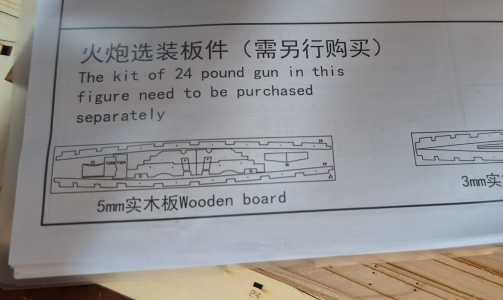 火炮选装板件（需另行购买）
The kit of 24 pound gun in this
figure need to be purchased
separately
5mm实木板Wooden board
3mm实
24